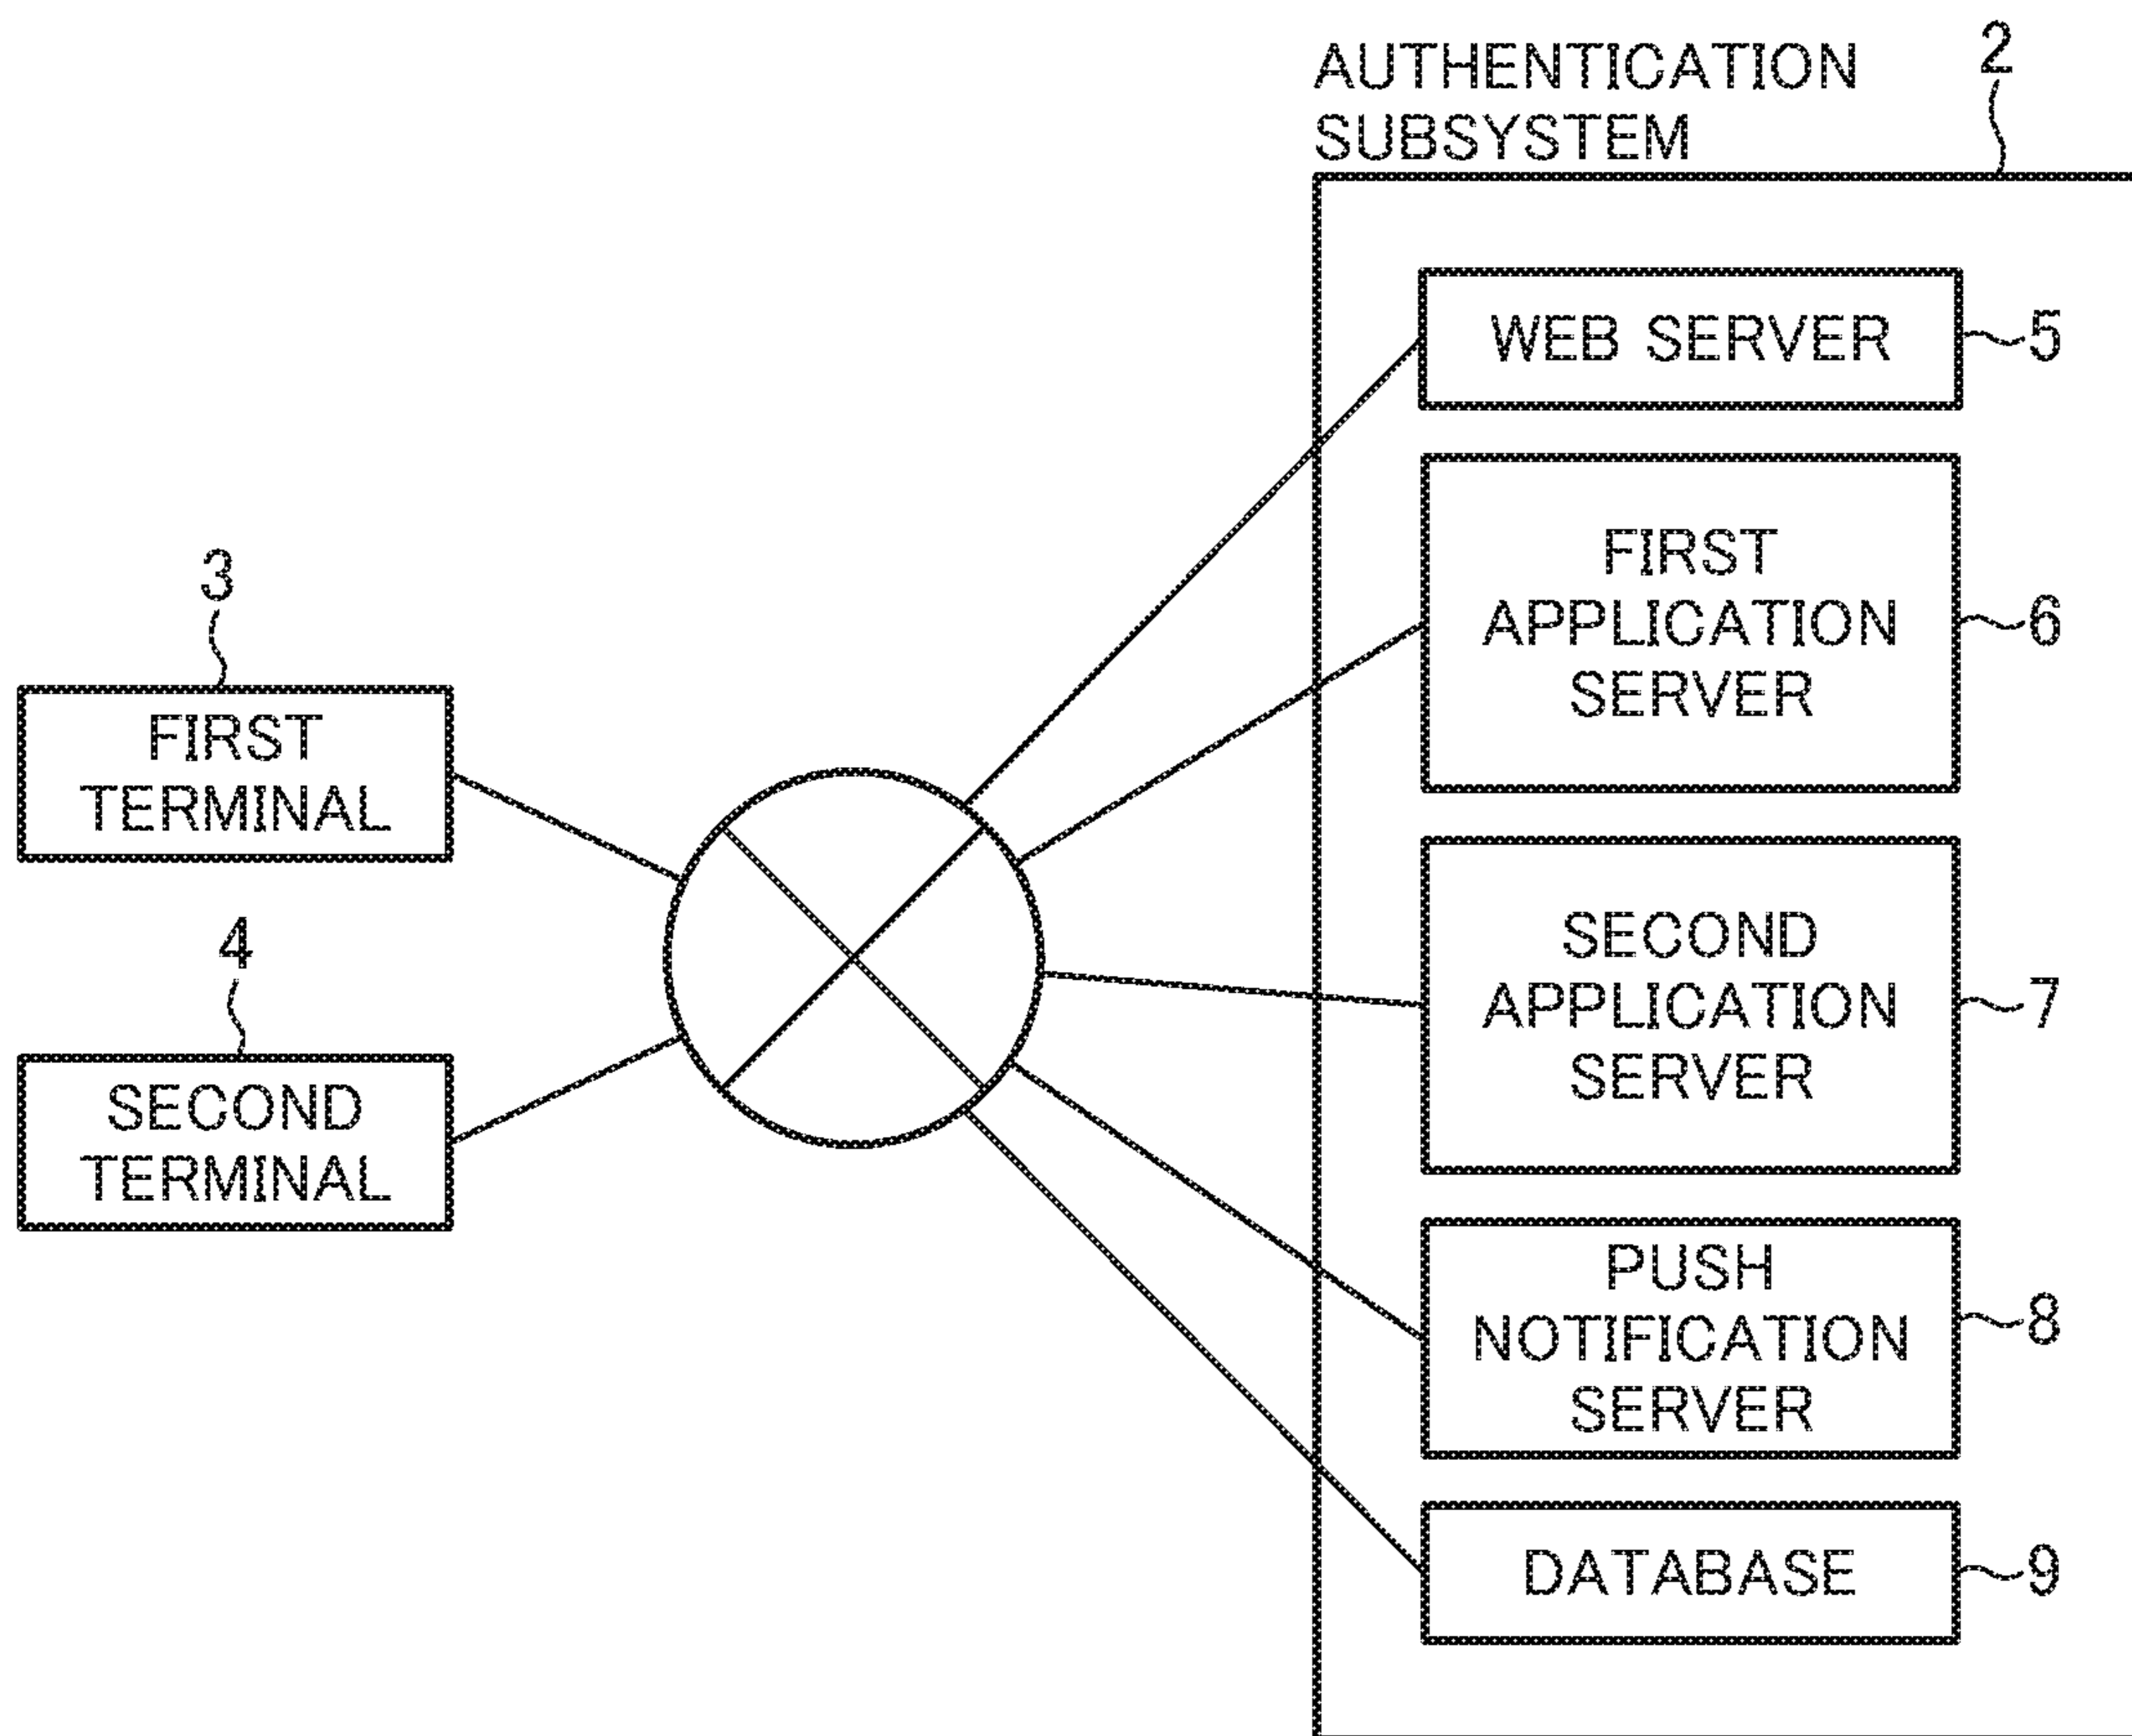 AUTHENTICATION
SUBSYSTEM
2
WEB SERVER
5
FIRST
APPLICATION
SERVER
6
3
FIRST
TERMINAL
4
SECOND
TERMINAL
SECOND
APPLICATION
SERVER
7
PUSH
NOTIFICATION
SERVER
8
DATABASE
9